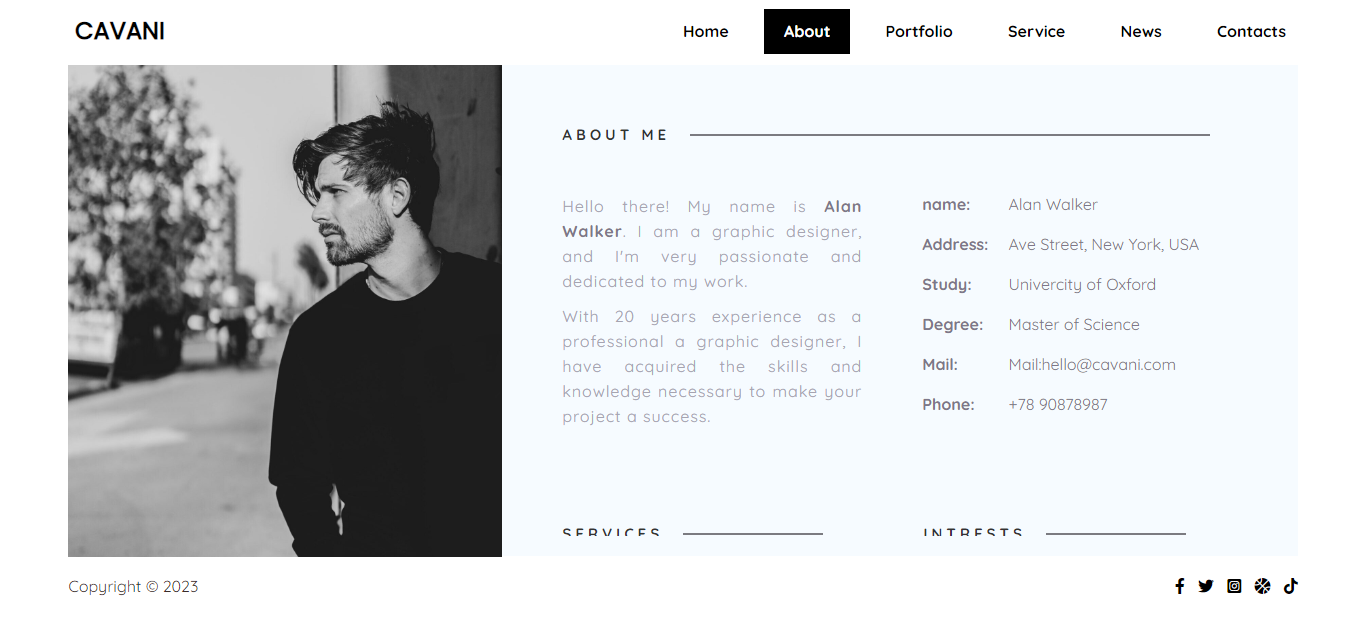 CAVANI
Home About Portfolio Service News Contacts
ABOUT ME
Hello there! My name is Alan
Walker. I am a graphic designer,
and I'm very passionate and
dedicated to my work.
With 20 years experience as a
professional a graphic designer, I
have acquired the skills and
knowledge necessary to make your
project a success.
name: Alan Walker
Address: Ave Street, New York, USA
Study: Univercity of Oxford
Degree: Master of Science
Mail: Mail:hello@cavani.com
Phone: +78 90878987
SERVICES
INTRESTS
Copyright © 2023